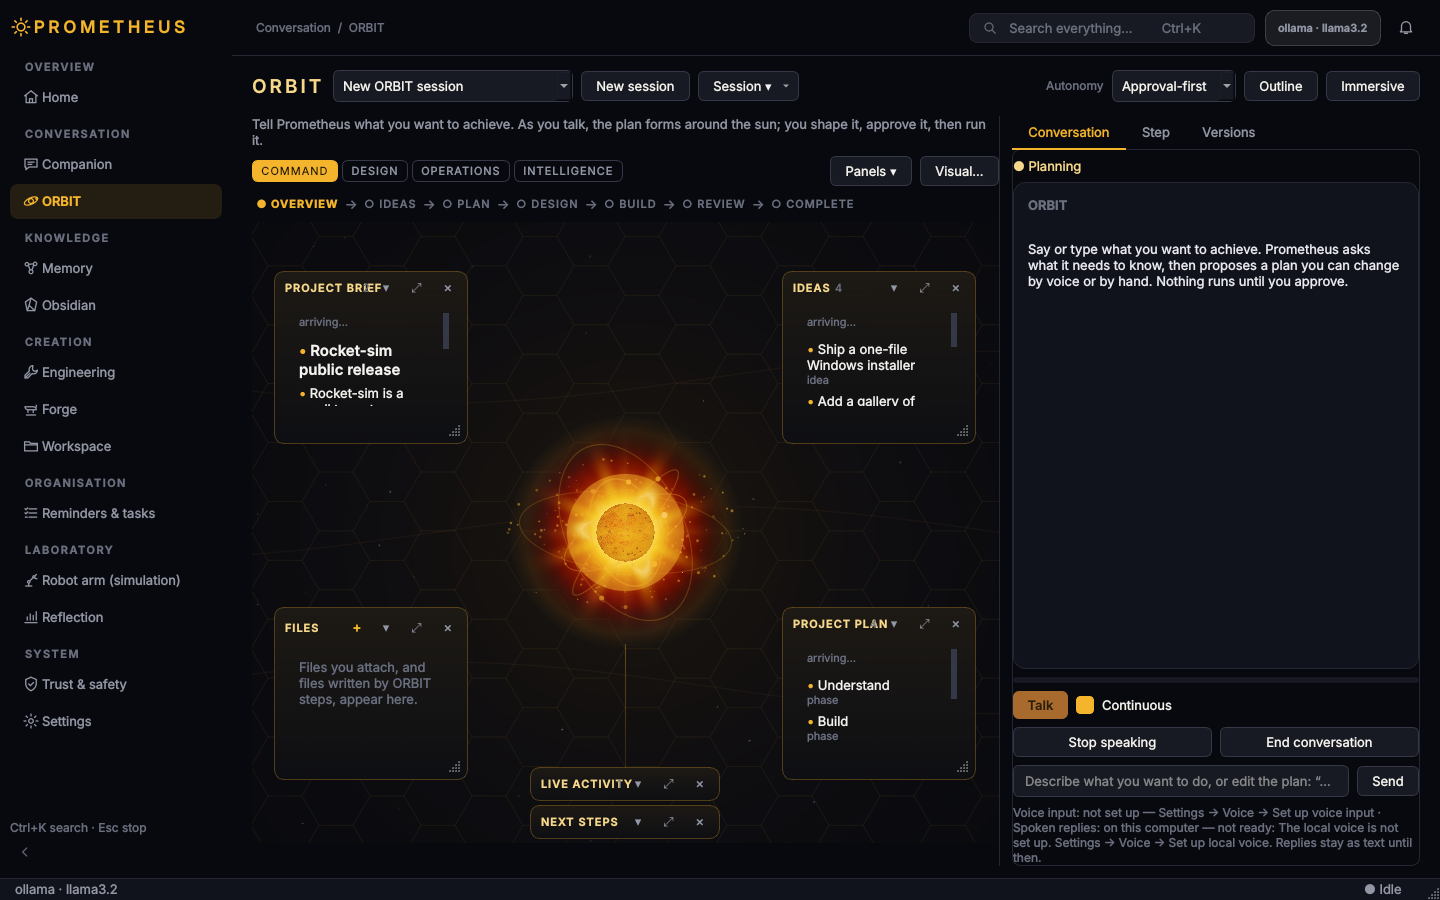 PROMETHEUS
OVERVIEW
Home
CONVERSATION
Companion
ORBIT
KNOWLEDGE
Memory
Obsidian
CREATION
Engineering
Forge
Workspace
ORGANISATION
Reminders & tasks
LABORATORY
Robot arm (simulation)
Reflection
SYSTEM
Trust & safety
Settings
Ctrl+K search · Esc stop
Conversation / ORBIT
Search everything... Ctrl+K
ollama · llama3.2
ORBIT
New ORBIT session
New session
Session ▾
Autonomy
Approval-first
Outline
Immersive
Tell Prometheus what you want to achieve. As you talk, the plan forms around the sun; you shape it, approve it, then run
it.
COMMAND
DESIGN
OPERATIONS
INTELLIGENCE
Panels ▾
Visual...
OVERVIEW → IDEAS → PLAN → DESIGN → BUILD → REVIEW → COMPLETE
PROJECT BRIEF
arriving...
• Rocket-sim
public release
• Rocket-sim is a
IDEAS 4
arriving...
• Ship a one-file
Windows installer
idea
• Add a gallery of
FILES +
Files you attach, and
files written by ORBIT
steps, appear here.
PROJECT PLAN
arriving...
• Understand
phase
• Build
phase
LIVE ACTIVITY
NEXT STEPS
Conversation
Step
Versions
Planning
ORBIT
Say or type what you want to achieve. Prometheus asks
what it needs to know, then proposes a plan you can change
by voice or by hand. Nothing runs until you approve.
Talk
Continuous
Stop speaking
End conversation
Describe what you want to do, or edit the plan: “...
Send
Voice input: not set up — Settings → Voice → Set up voice input ·
Spoken replies: on this computer — not ready: The local voice is not
set up. Settings → Voice → Set up local voice. Replies stay as text until
then.
ollama · llama3.2
Idle